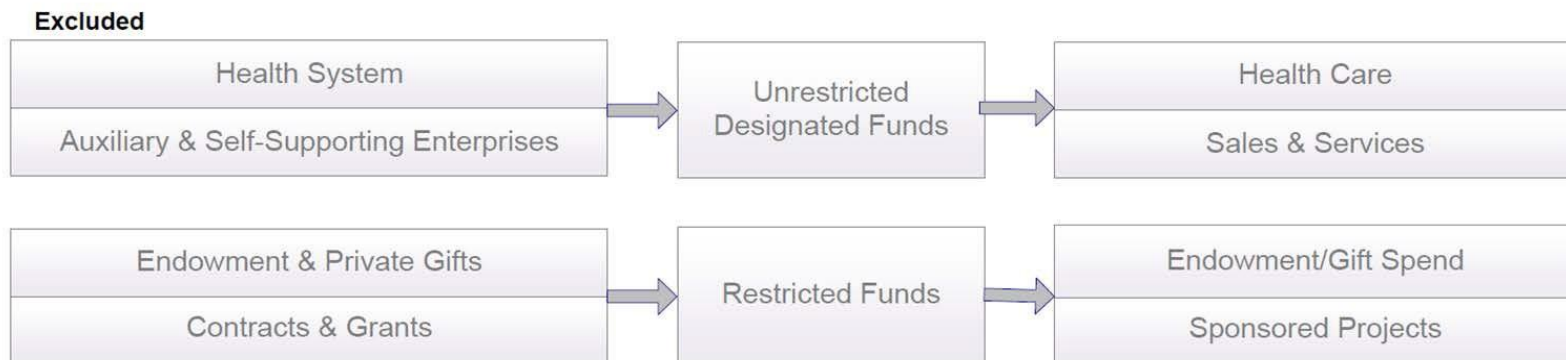 Excluded
Health System
Auxiliary & Self-Supporting Enterprises
Unrestricted
Designated Funds
Health Care
Sales & Services
Endowment & Private Gifts
Contracts & Grants
Restricted Funds
Endowment/Gift Spend
Sponsored Projects